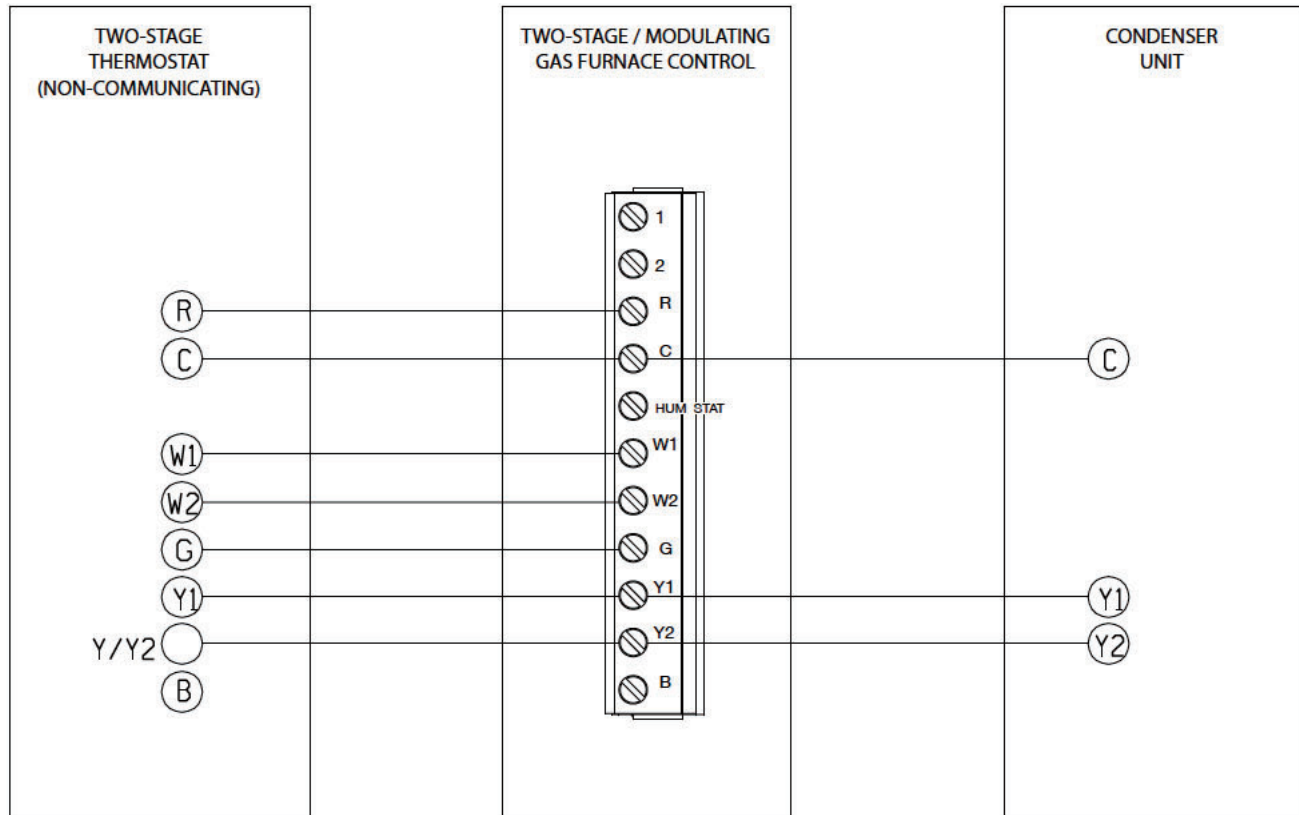 TWO-STAGE
THERMOSTAT
(NON-COMMUNICATING)
TWO-STAGE / MODULATING
GAS FURNACE CONTROL
CONDENSER
UNIT
1
2
R
R
C
C
C
HUM STAT
W1
W1
W2
W2
G
G
Y1
Y1
Y1
Y/Y2
Y2
Y2
B
B